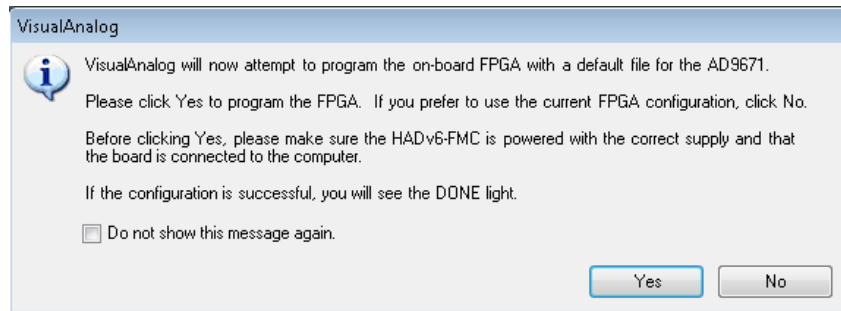 VisualAnalog
VisualAnalog will now attempt to program the on-board FPGA with a default file for the AD9671.
Please click Yes to program the FPGA. If you prefer to use the current FPGA configuration, click No.
Before clicking Yes, please make sure the HADv6-FMC is powered with the correct supply and that
the board is connected to the computer.
If the configuration is successful, you will see the DONE light.
Do not show this message again.
Yes No